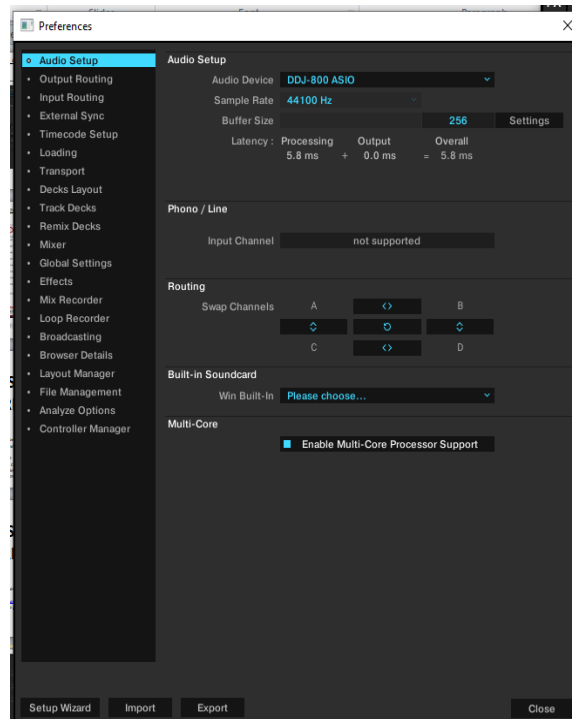 Preferences
Audio Setup
Output Routing
Input Routing
External Sync
Timecode Setup
Loading
Transport
Decks Layout
Track Decks
Remix Decks
Mixer
Global Settings
Effects
Mix Recorder
Loop Recorder
Broadcasting
Browser Details
Layout Manager
File Management
Analyze Options
Controller Manager
Audio Setup
Audio Device DDJ-800 ASIO
Sample Rate 44100 Hz
Buffer Size 256 Settings
Latency : Processing Output Overall
5.8 ms + 0.0 ms = 5.8 ms
Phono / Line
Input Channel not supported
Routing
Swap Channels A <> B
C <> D
Built-in Soundcard
Win Built-In Please choose...
Multi-Core
Enable Multi-Core Processor Support
Setup Wizard Import Export Close